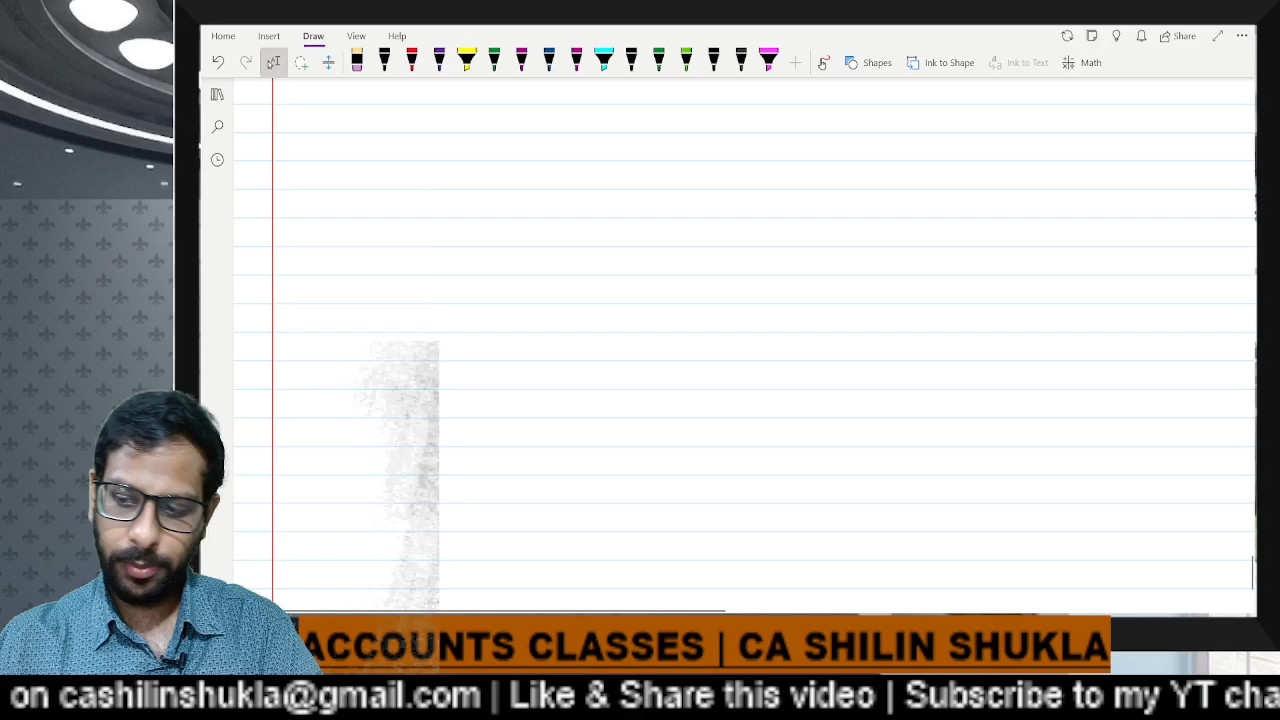 Home Insert Draw View Help Share
Shapes Ink to Shape Ink to Text Math
ACCOUNTS CLASSES | CA SHILIN SHUKLA
on cashilinshukla@gmail.com | Like & Share this video | Subscribe to my YT cha